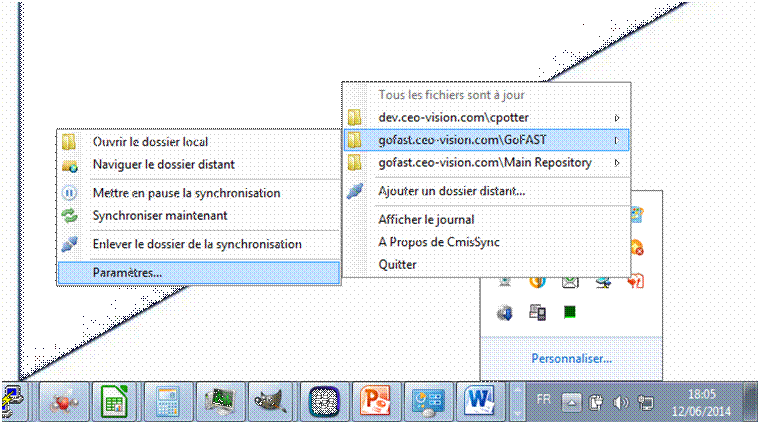 Tous les fichiers sont à jour
dev.ceo-vision.com\cpotter
gofast.ceo-vision.com\GoFAST
gofast.ceo-vision.com\Main Repository
Ajouter un dossier distant...
Afficher le journal
A Propos de CmisSync
Quitter
Ouvrir le dossier local
Naviguer le dossier distant
Mettre en pause la synchronisation
Synchroniser maintenant
Enlever le dossier de la synchronisation
Paramètres...
Personnaliser...
FR
18:05
12/06/2014